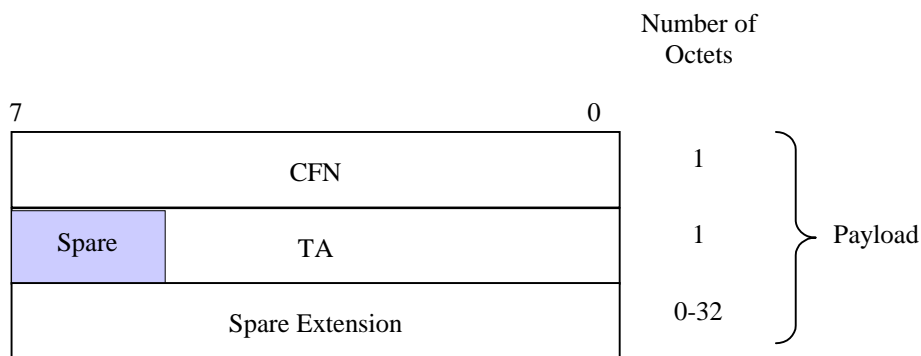 Number of
Octets
7
0
CFN
1
Spare
TA
1
Payload
Spare Extension
0-32